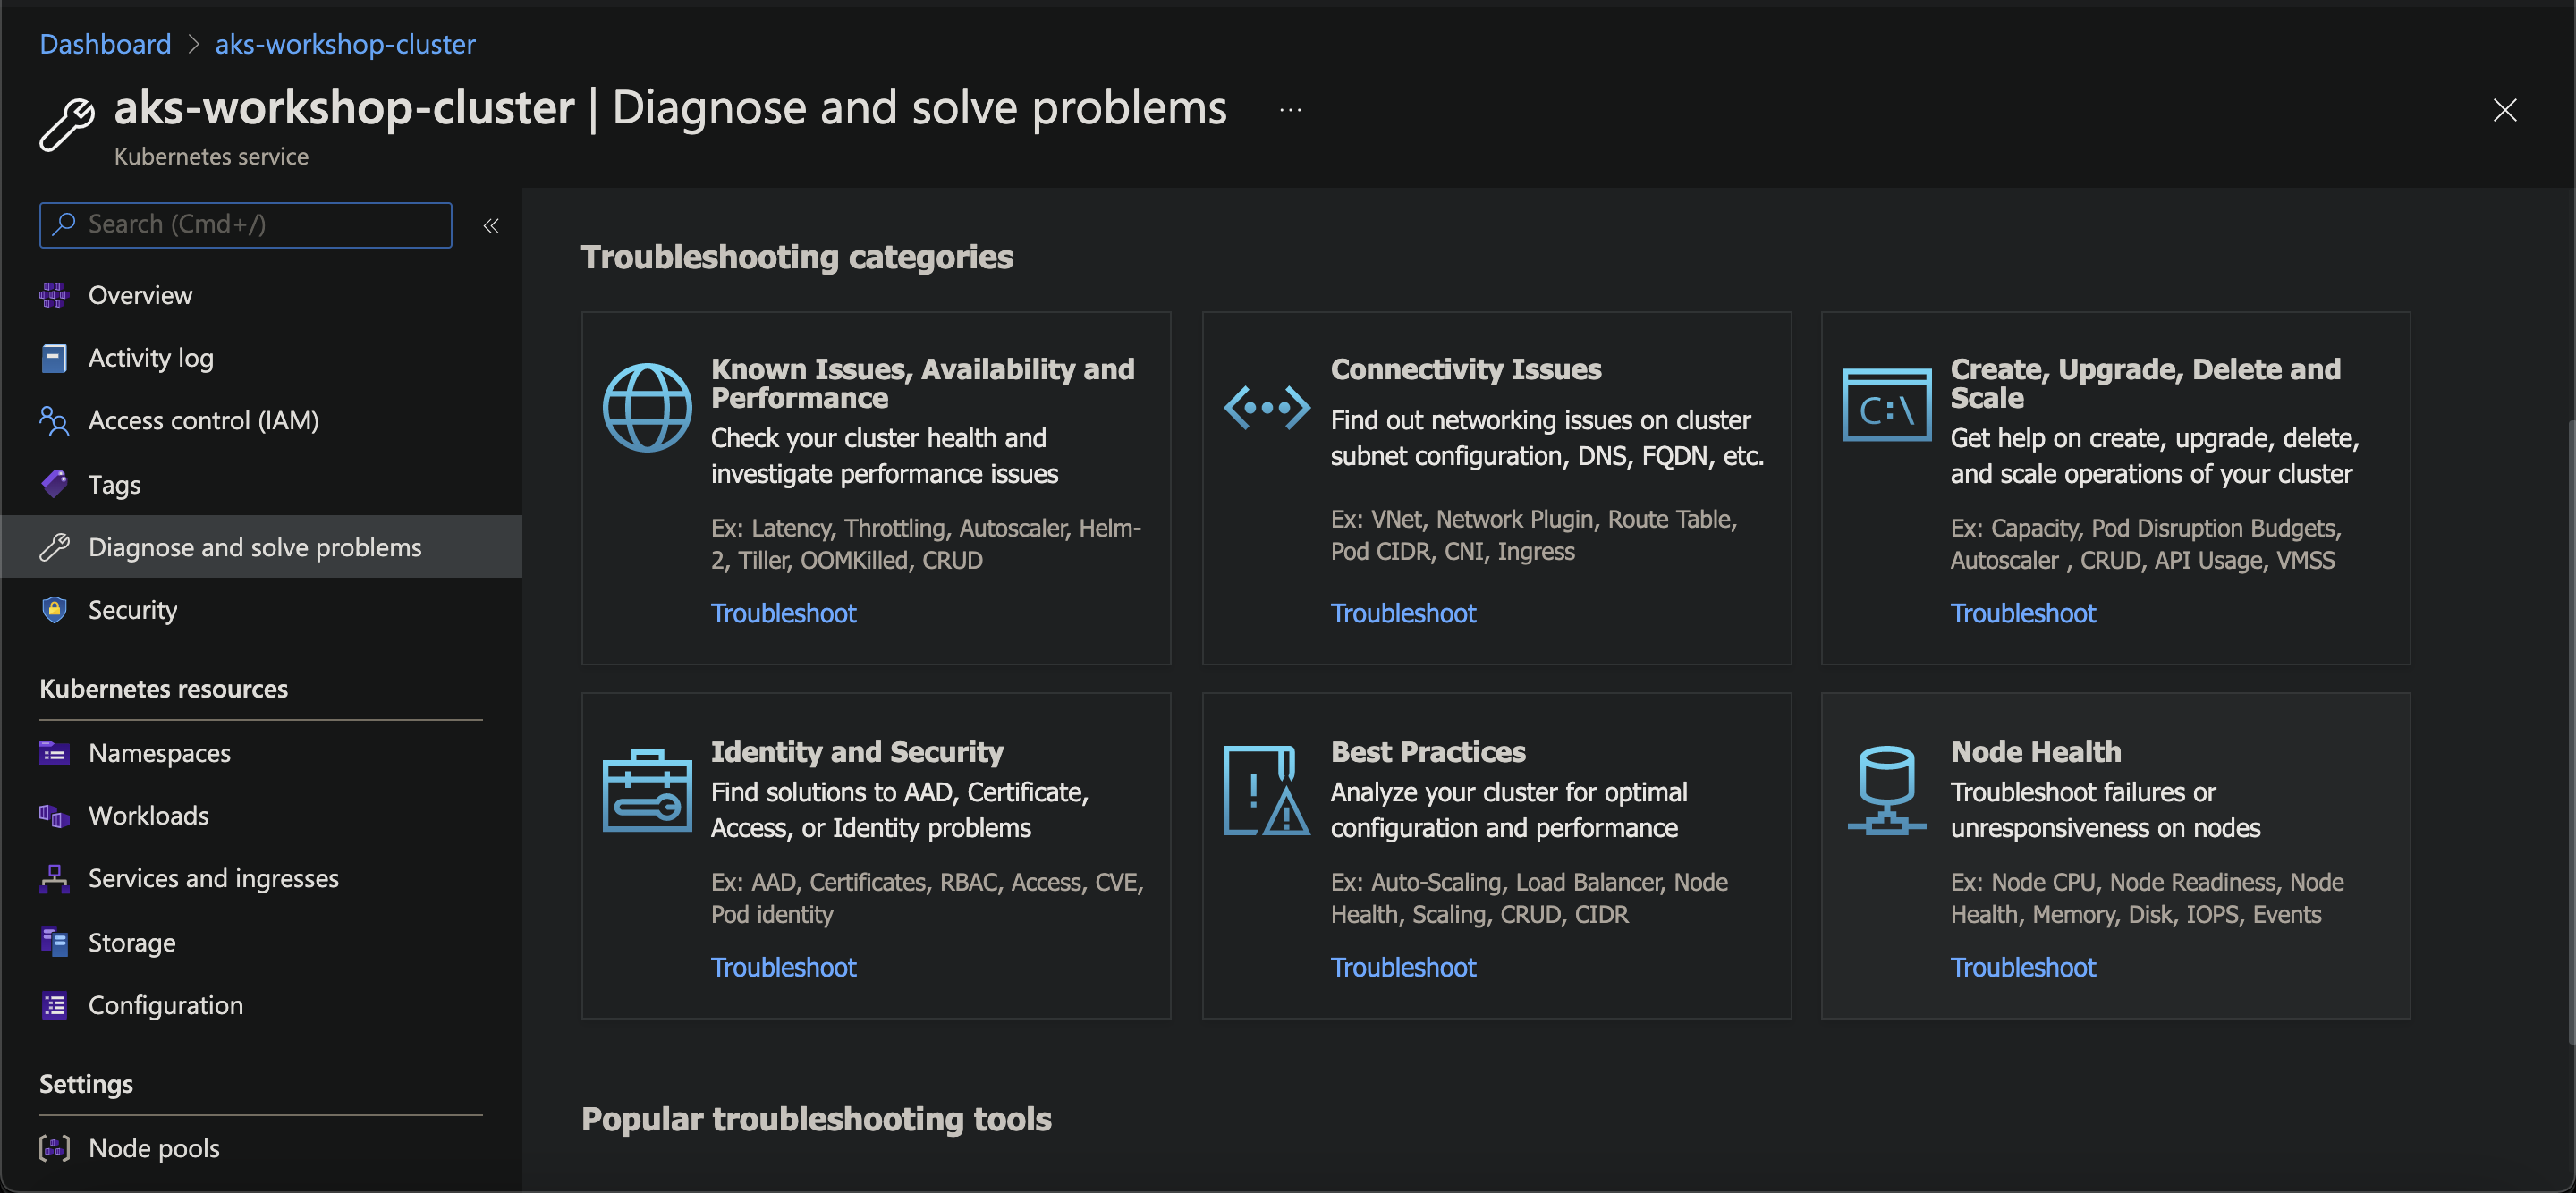 Dashboard > aks-workshop-cluster
aks-workshop-cluster | Diagnose and solve problems ...
Kubernetes service
Search (Cmd+/)
«
Overview
Activity log
Access control (IAM)
Tags
Diagnose and solve problems
Security
Kubernetes resources
Namespaces
Workloads
Services and ingresses
Storage
Configuration
Settings
Node pools
Troubleshooting categories
Known Issues, Availability and
Performance
Check your cluster health and
investigate performance issues
Ex: Latency, Throttling, Autoscaler, Helm-
2, Tiller, OOMKilled, CRUD
Troubleshoot
Connectivity Issues
Find out networking issues on cluster
subnet configuration, DNS, FQDN, etc.
Ex: VNet, Network Plugin, Route Table,
Pod CIDR, CNI, Ingress
Troubleshoot
C:\
Create, Upgrade, Delete and
Scale
Get help on create, upgrade, delete,
and scale operations of your cluster
Ex: Capacity, Pod Disruption Budgets,
Autoscaler , CRUD, API Usage, VMSS
Troubleshoot
Identity and Security
Find solutions to AAD, Certificate,
Access, or Identity problems
Ex: AAD, Certificates, RBAC, Access, CVE,
Pod identity
Troubleshoot
Best Practices
Analyze your cluster for optimal
configuration and performance
Ex: Auto-Scaling, Load Balancer, Node
Health, Scaling, CRUD, CIDR
Troubleshoot
Node Health
Troubleshoot failures or
unresponsiveness on nodes
Ex: Node CPU, Node Readiness, Node
Health, Memory, Disk, IOPS, Events
Troubleshoot
Popular troubleshooting tools